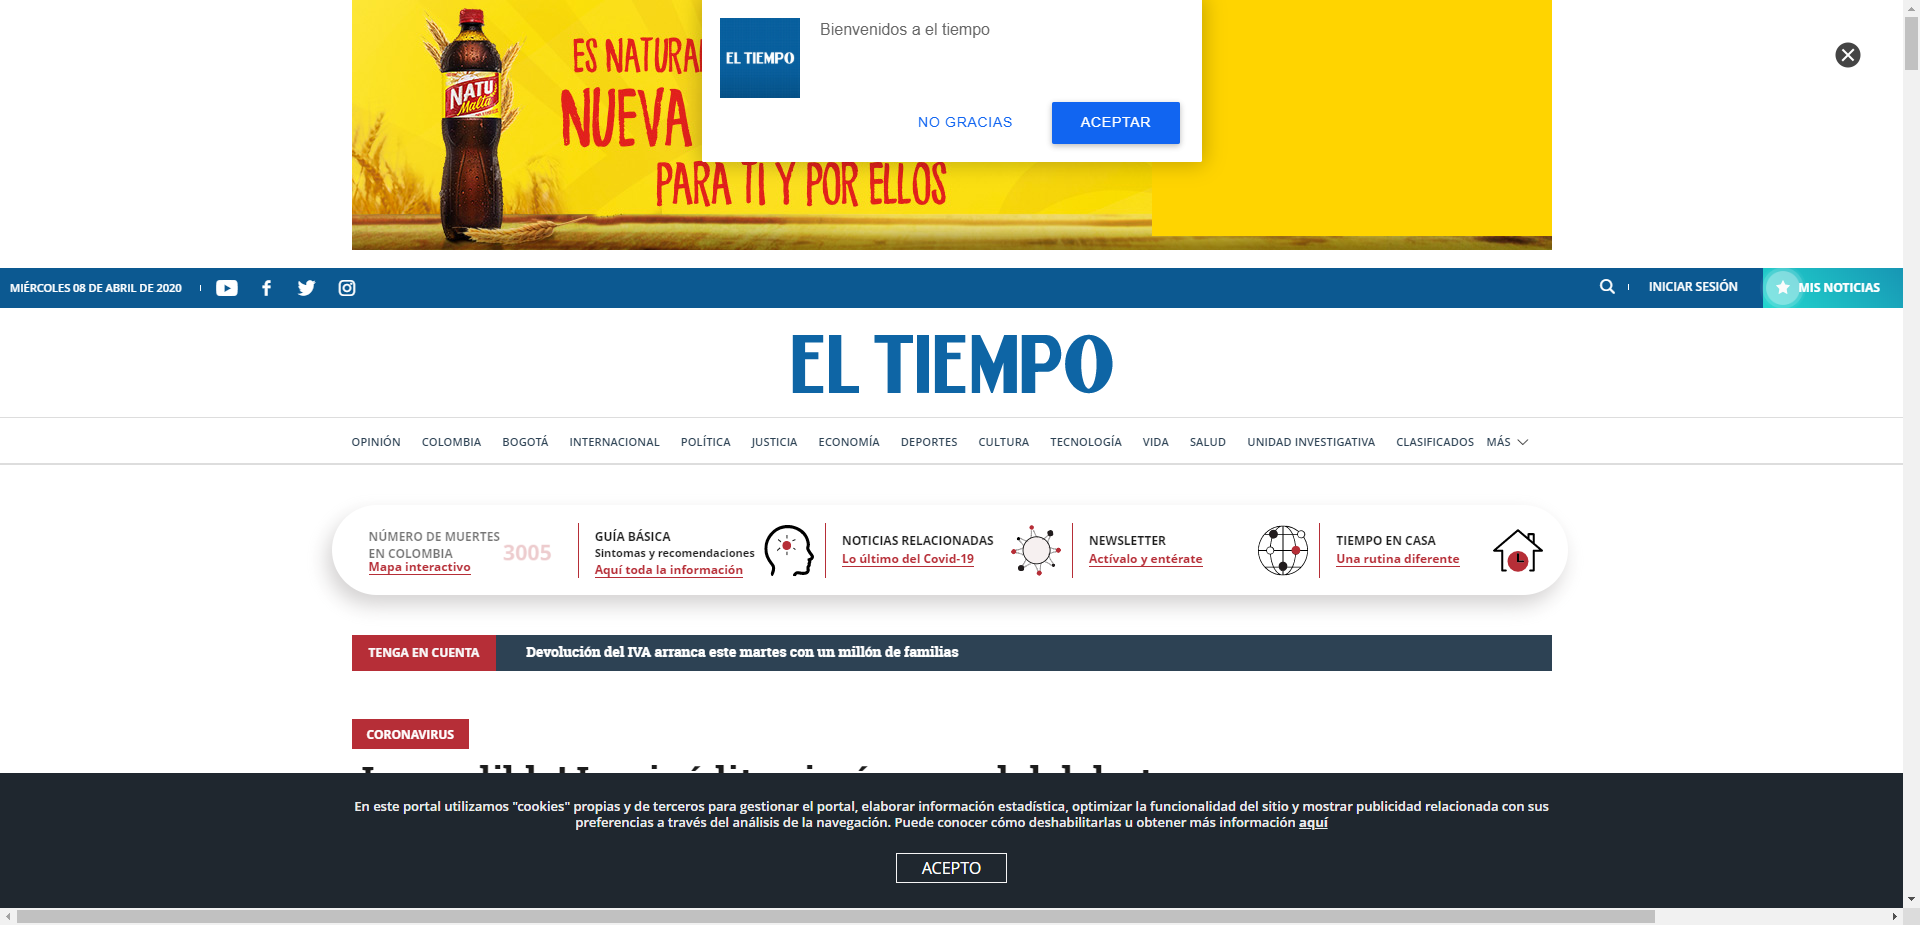 ES NATURAL
NUEVA
PARA TI Y POR ELLOS
NATU
Malta
EL TIEMPO
Bienvenidos a el tiempo
NO GRACIAS
ACEPTAR
MIÉRCOLES 08 DE ABRIL DE 2020
INICIAR SESIÓN
MIS NOTICIAS
EL TIEMPO
OPINIÓN COLOMBIA BOGOTÁ INTERNACIONAL POLÍTICA JUSTICIA ECONOMÍA DEPORTES CULTURA TECNOLOGÍA VIDA SALUD UNIDAD INVESTIGATIVA CLASIFICADOS MÁS
NÚMERO DE MUERTES
EN COLOMBIA
Mapa interactivo
3005
GUÍA BÁSICA
Sintomas y recomendaciones
Aquí toda la información
NOTICIAS RELACIONADAS
Lo último del Covid-19
NEWSLETTER
Actívalo y entérate
TIEMPO EN CASA
Una rutina diferente
TENGA EN CUENTA
Devolución del IVA arranca este martes con un millón de familias
CORONAVIRUS
En este portal utilizamos "cookies" propias y de terceros para gestionar el portal, elaborar información estadística, optimizar la funcionalidad del sitio y mostrar publicidad relacionada con sus
preferencias a través del análisis de la navegación. Puede conocer cómo deshabilitarlas u obtener más información aquí
ACEPTO